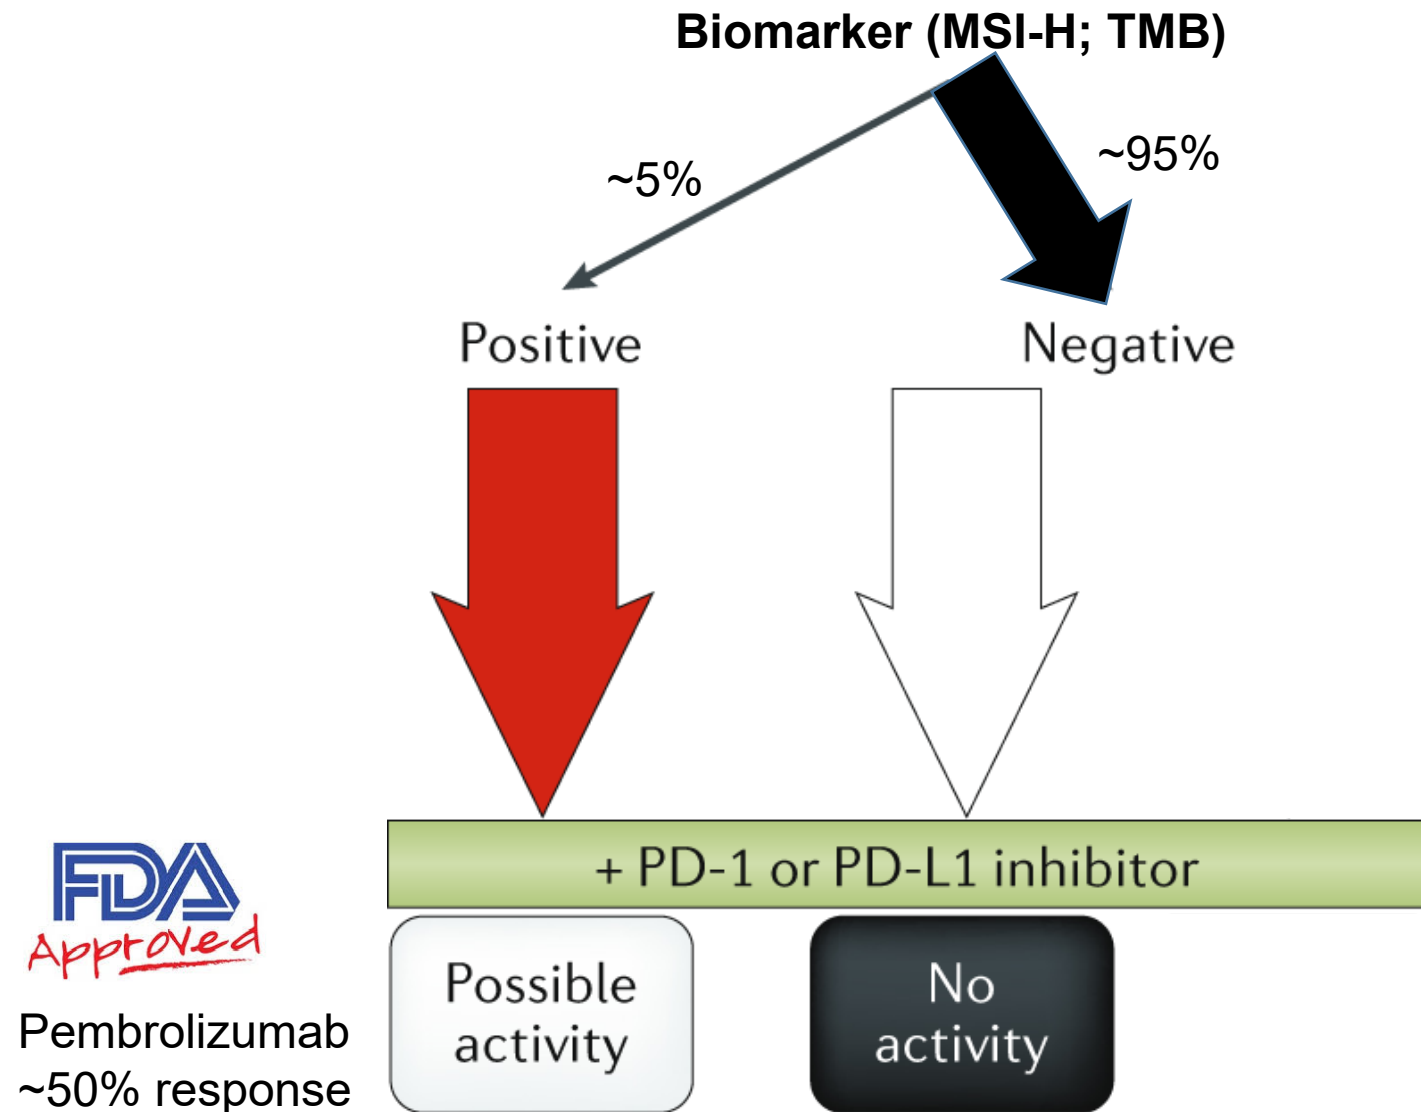 Biomarker (MSI-H; TMB)
~5%
~95%
Positive
Negative
+ PD-1 or PD-L1 inhibitor
FDA
Approved
Pembrolizumab
~50% response
Possible
activity
No
activity